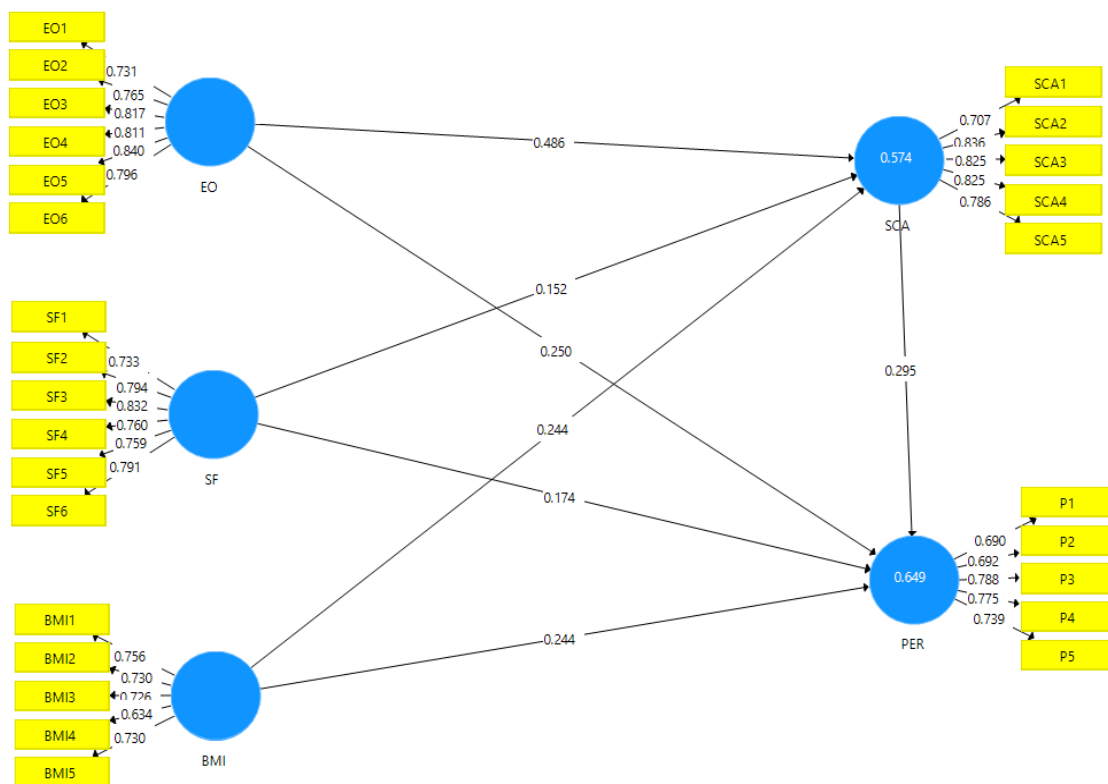 EO1
EO2
EO3
EO4
EO5
EO6
0.731
0.765
0.817
0.811
0.840
0.796
EO
SF1
SF2
SF3
SF4
SF5
SF6
0.733
0.794
0.832
0.760
0.759
0.791
SF
BMI1
BMI2
BMI3
BMI4
BMI5
0.756
0.730
0.726
0.634
0.730
BMI
0.486
0.152
0.250
0.244
0.174
0.244
0.295
0.574
SCA
0.707
0.836
0.825
0.825
0.786
SCA1
SCA2
SCA3
SCA4
SCA5
0.649
PER
0.690
0.692
0.788
0.775
0.739
P1
P2
P3
P4
P5